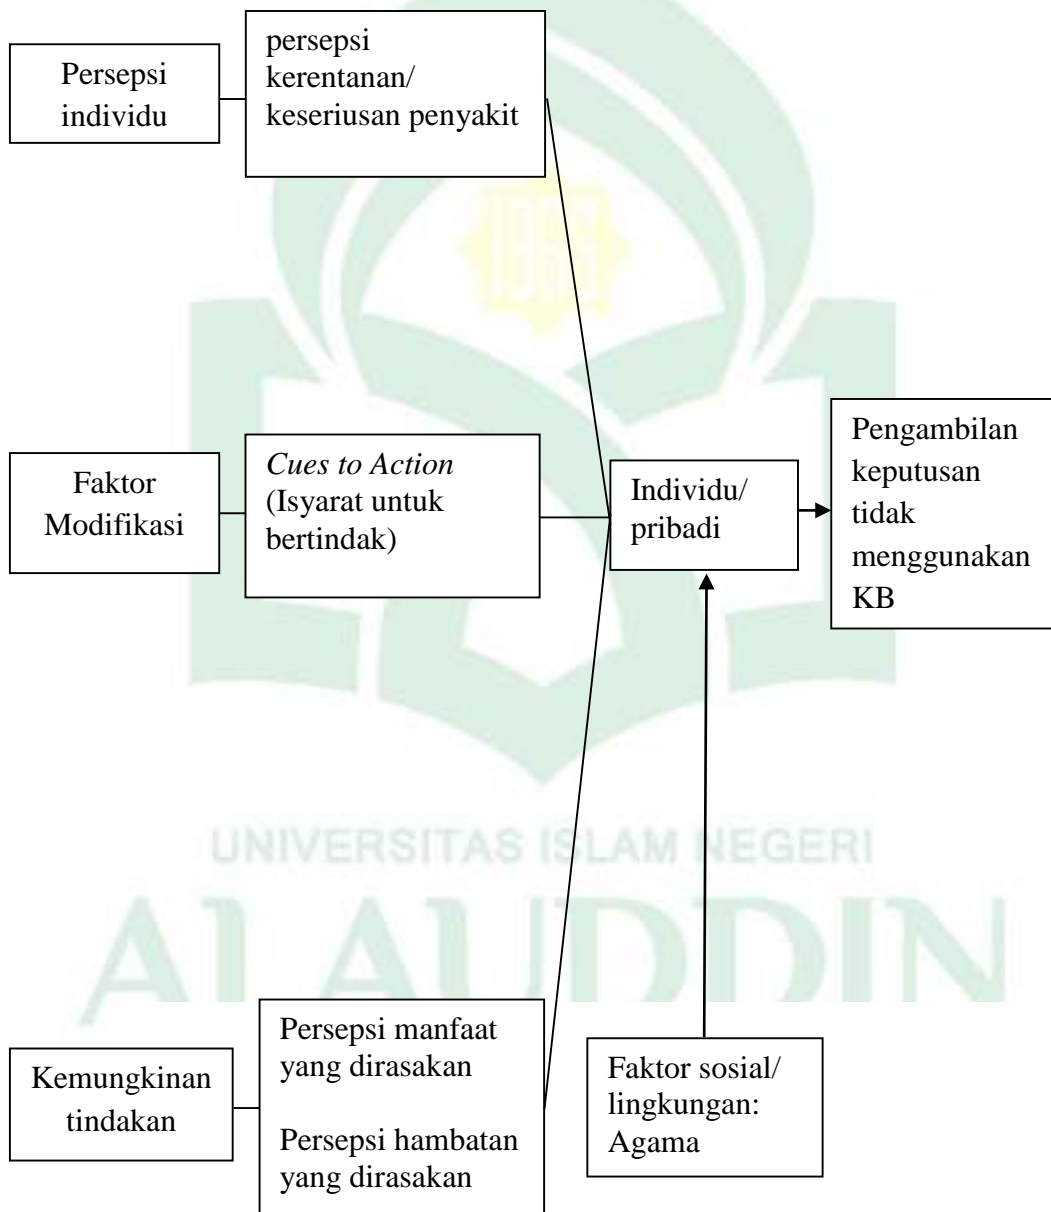 Persepsi
individu
persepsi
kerentanan/
keseriusan penyakit
Faktor
Modifikasi
Cues to Action
(Isyarat untuk
bertindak)
Individu/
pribadi
Pengambilan
keputusan
tidak
menggunakan
KB
UNIVERSITAS ISLAM NEGERI
ALAUDDIN
Kemungkinan
tindakan
Persepsi manfaat
yang dirasakan
Persepsi hambatan
yang dirasakan
Faktor sosial/
lingkungan:
Agama